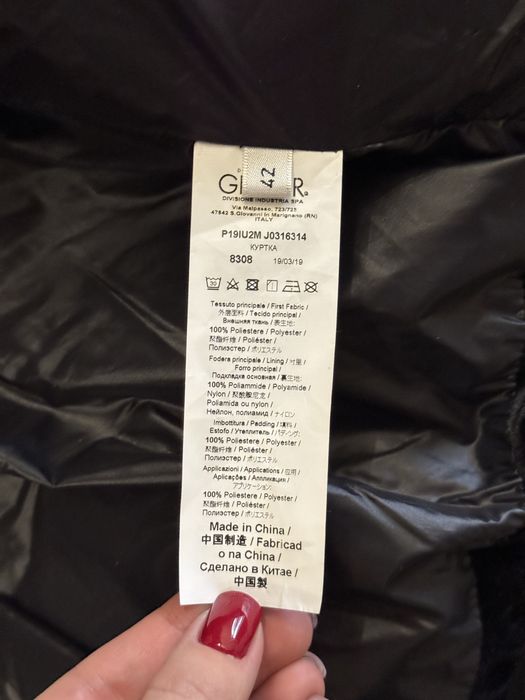 42
DIVISIONE INDUSTRIA SPA
Via Malpasso, 723/725
47842 S.Giovanni in Marignano (RN)
ITALY
P19IU2M J0316314
КУРТКА
8308 19/03/19
30
Tessuto principale / First Fabric /
外層面料 / Tecido principal /
Внешняя ткань / 表生地:
100% Poliestere / Polyester /
聚酯纤维 / Poliéster /
Полиэстер / ポリエステル
Fodera principale / Lining / 衬里 /
Forro principal /
Подкладка основная / 裏生地:
100% Poliammide / Polyamide /
Nylon / 聚酰胺尼龙 /
Poliamida ou nylon /
Нейлон, полиамид / ナイロン
Imbottitura / Padding / 填料 /
Estofo / Утеплитель / パディング:
100% Poliestere / Polyester /
聚酯纤维 / Poliéster /
Полиэстер / ポリエステル
Applicazioni / Applications / 应用 /
Aplicações / Аппликация /
アプリケーション:
100% Poliestere / Polyester /
聚酯纤维 / Poliéster /
Полиэстер / ポリエステル
Made in China /
中国制造 / Fabricad
o na China /
Сделано в Китае /
中国製